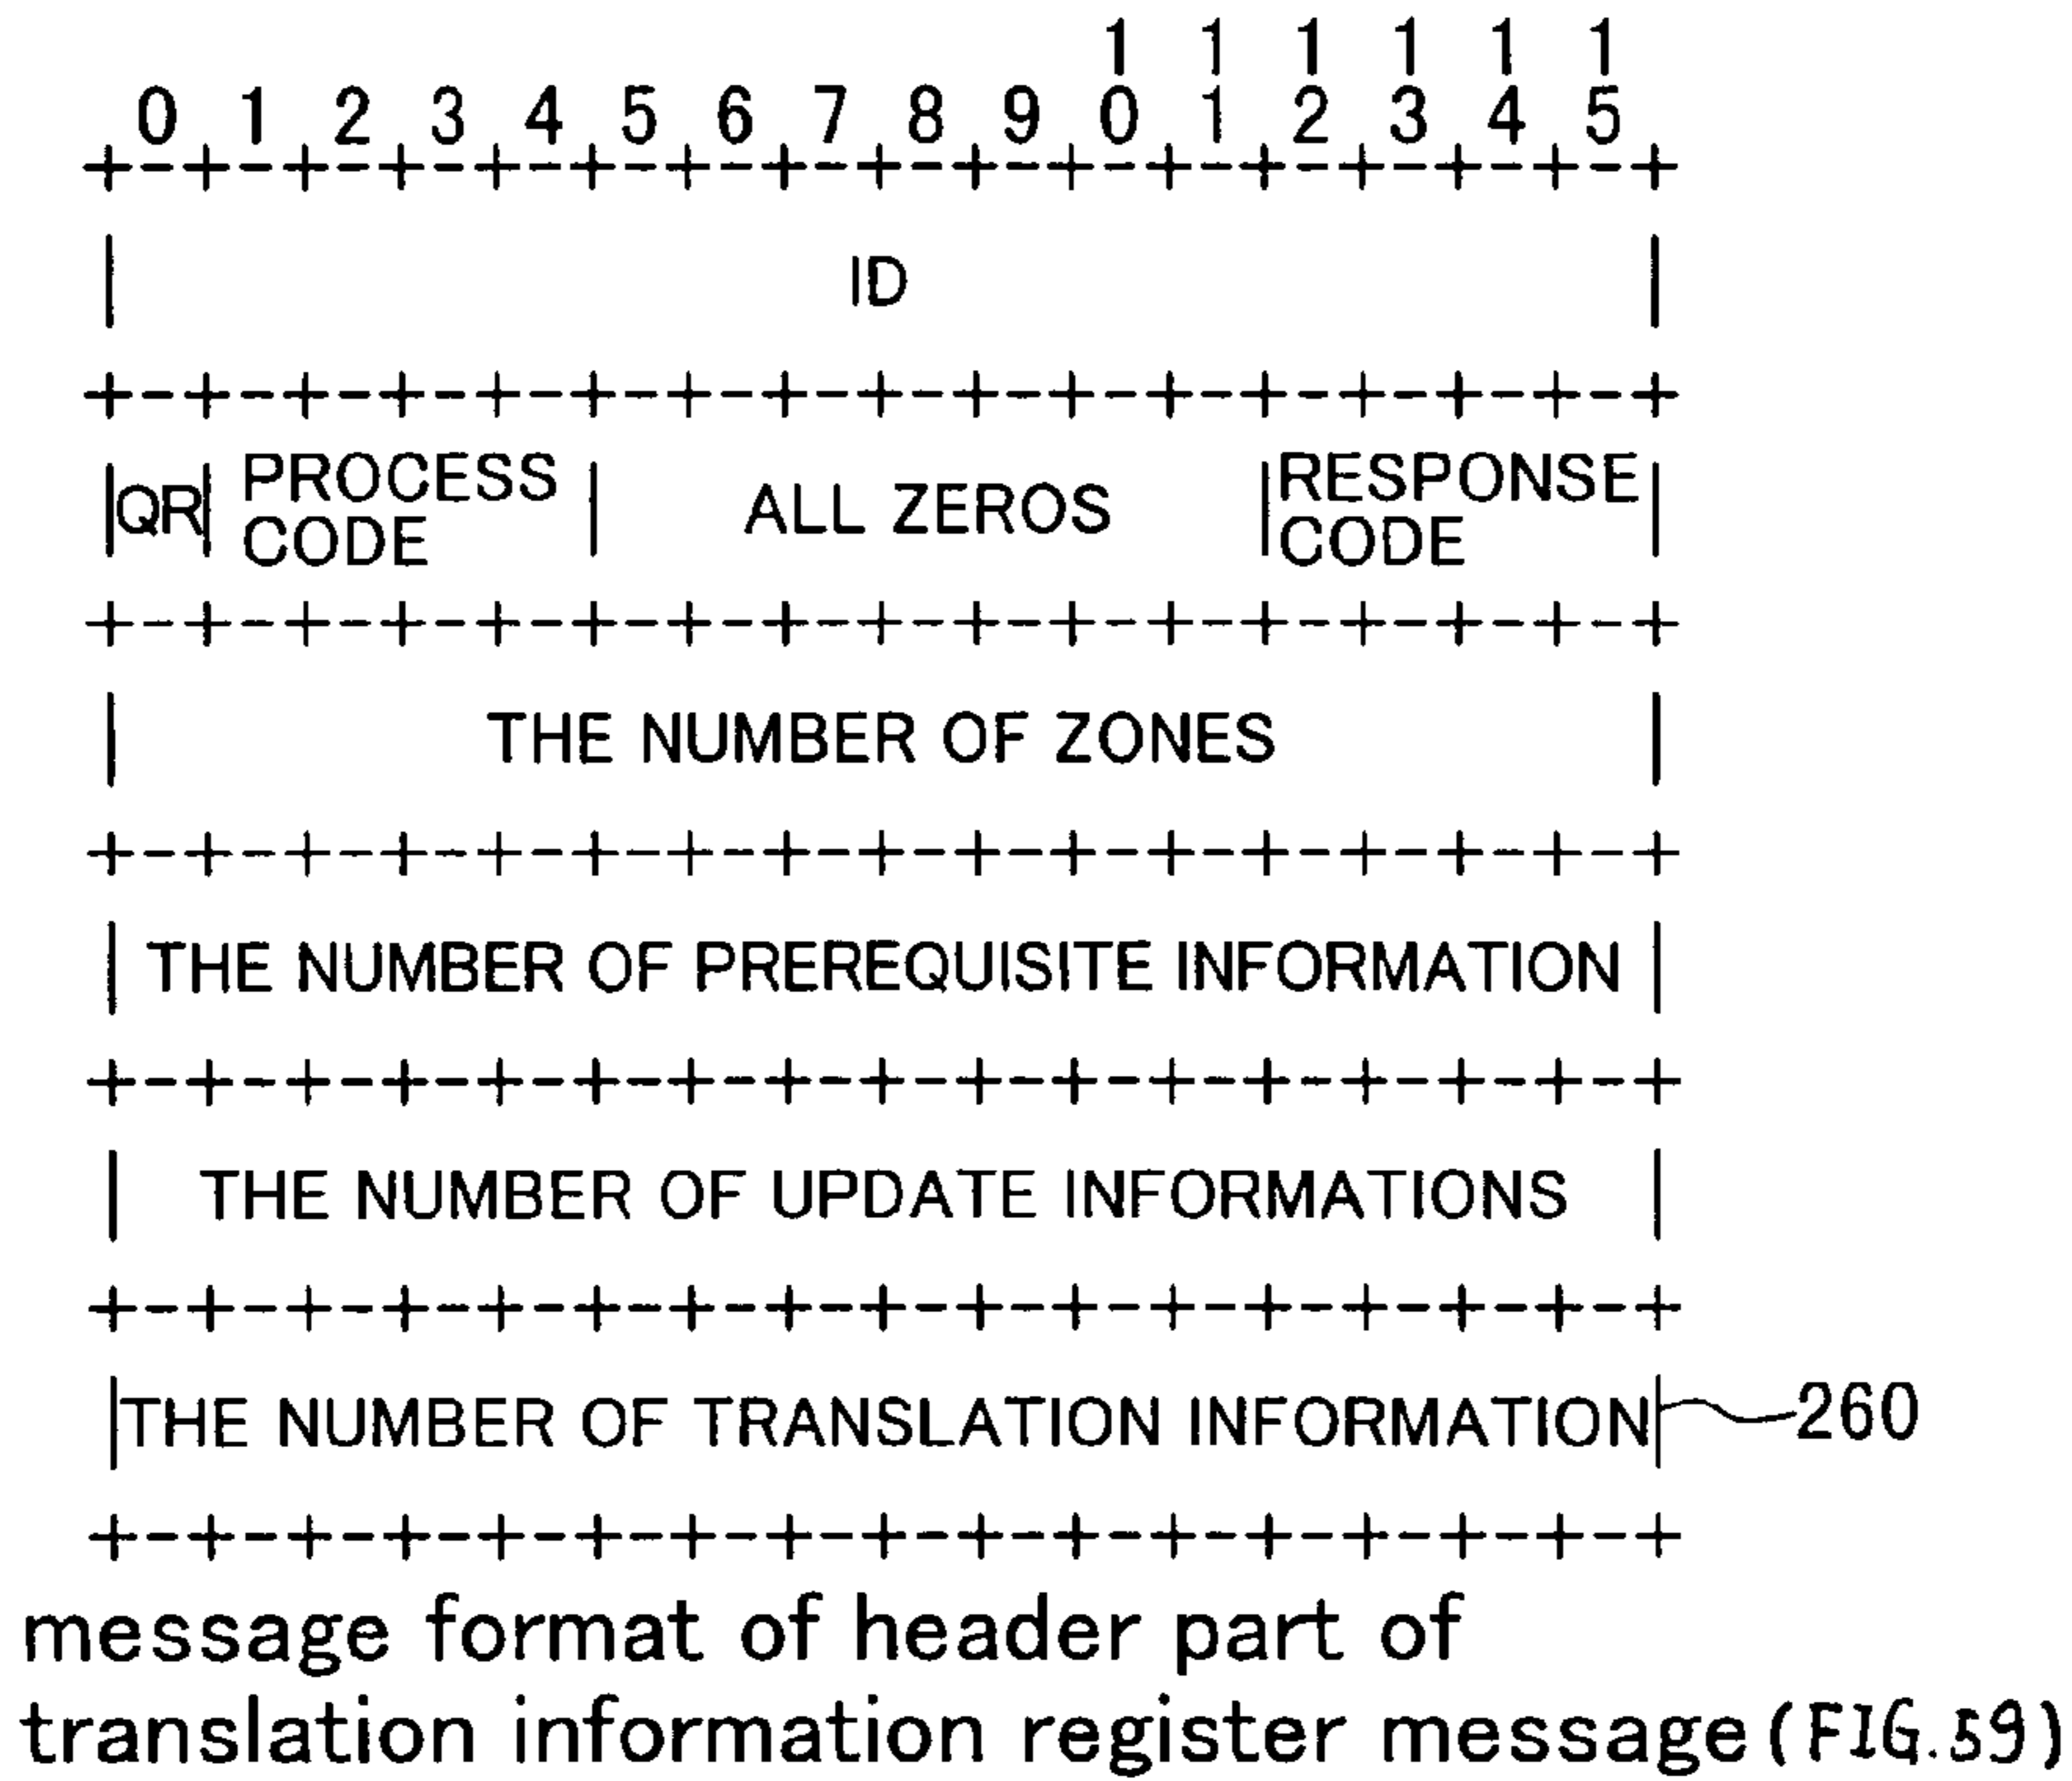 1 1 1 1 1 1
0 1 2 3 4 5 6 7 8 9 0 1 2 3 4 5
+--+--+--+--+--+--+--+--+--+--+--+--+--+--+--+--+
| ID |
+--+--+--+--+--+--+--+--+--+--+--+--+--+--+--+--+
|QR| PROCESS CODE | ALL ZEROS |RESPONSE CODE |
+--+--+--+--+--+--+--+--+--+--+--+--+--+--+--+--+
| THE NUMBER OF ZONES |
+--+--+--+--+--+--+--+--+--+--+--+--+--+--+--+--+
| THE NUMBER OF PREREQUISITE INFORMATION |
+--+--+--+--+--+--+--+--+--+--+--+--+--+--+--+--+
| THE NUMBER OF UPDATE INFORMATIONS |
+--+--+--+--+--+--+--+--+--+--+--+--+--+--+--+--+
|THE NUMBER OF TRANSLATION INFORMATION| 260
+--+--+--+--+--+--+--+--+--+--+--+--+--+--+--+--+
message format of header part of
translation information register message (FIG.59)